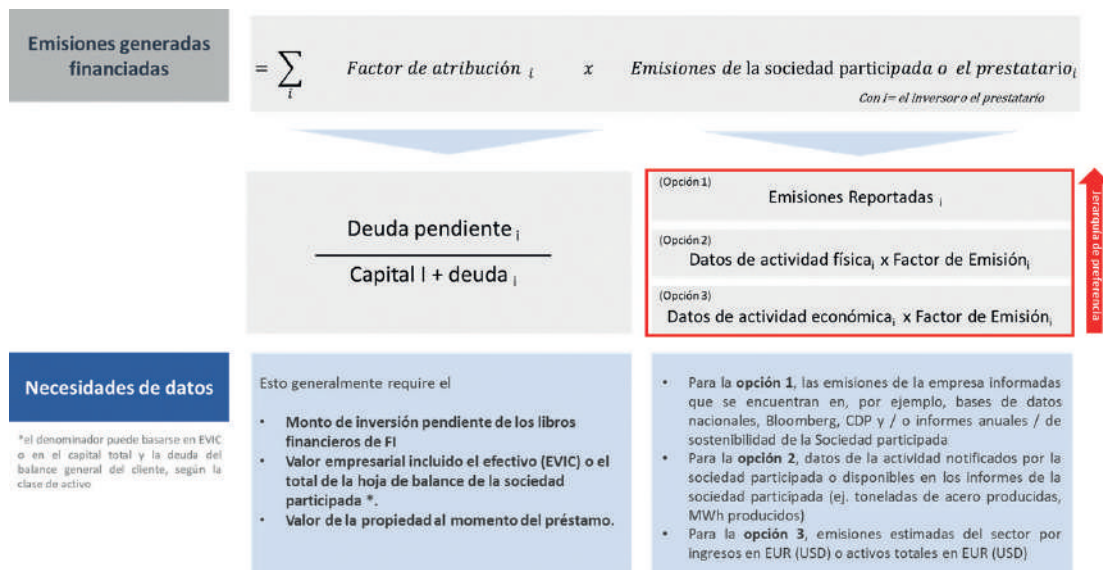 Emisiones generadas
financiadas
= ∑ i Factor de atribución i x Emisiones de la sociedad participada o el prestatario i
Con i= el inversor o el prestatario
Deuda pendiente i
Capital I + deuda i
(Opción 1)
Emisiones Reportadas i
(Opción 2)
Datos de actividad física i x Factor de Emisión i
(Opción 3)
Datos de actividad económica i x Factor de Emisión i
Jerarquía de preferencia
Necesidades de datos
*el denominador puede basarse en EVIC
o en el capital total y la deuda del
balance general del cliente, según la
clase de activo
Esto generalmente require el
• Monto de inversión pendiente de los libros
financieros de FI
• Valor empresarial incluido el efectivo (EVIC) o el
total de la hoja de balance de la sociedad
participada *.
• Valor de la propiedad al momento del préstamo.
• Para la opción 1, las emisiones de la empresa informadas
que se encuentran en, por ejemplo, bases de datos
nacionales, Bloomberg, CDP y / o informes anuales / de
sostenibilidad de la Sociedad participada
• Para la opción 2, datos de la actividad notificados por la
sociedad participada o disponibles en los informes de la
sociedad participada (ej. toneladas de acero producidas,
MWh producidos)
• Para la opción 3, emisiones estimadas del sector por
ingresos en EUR (USD) o activos totales en EUR (USD)